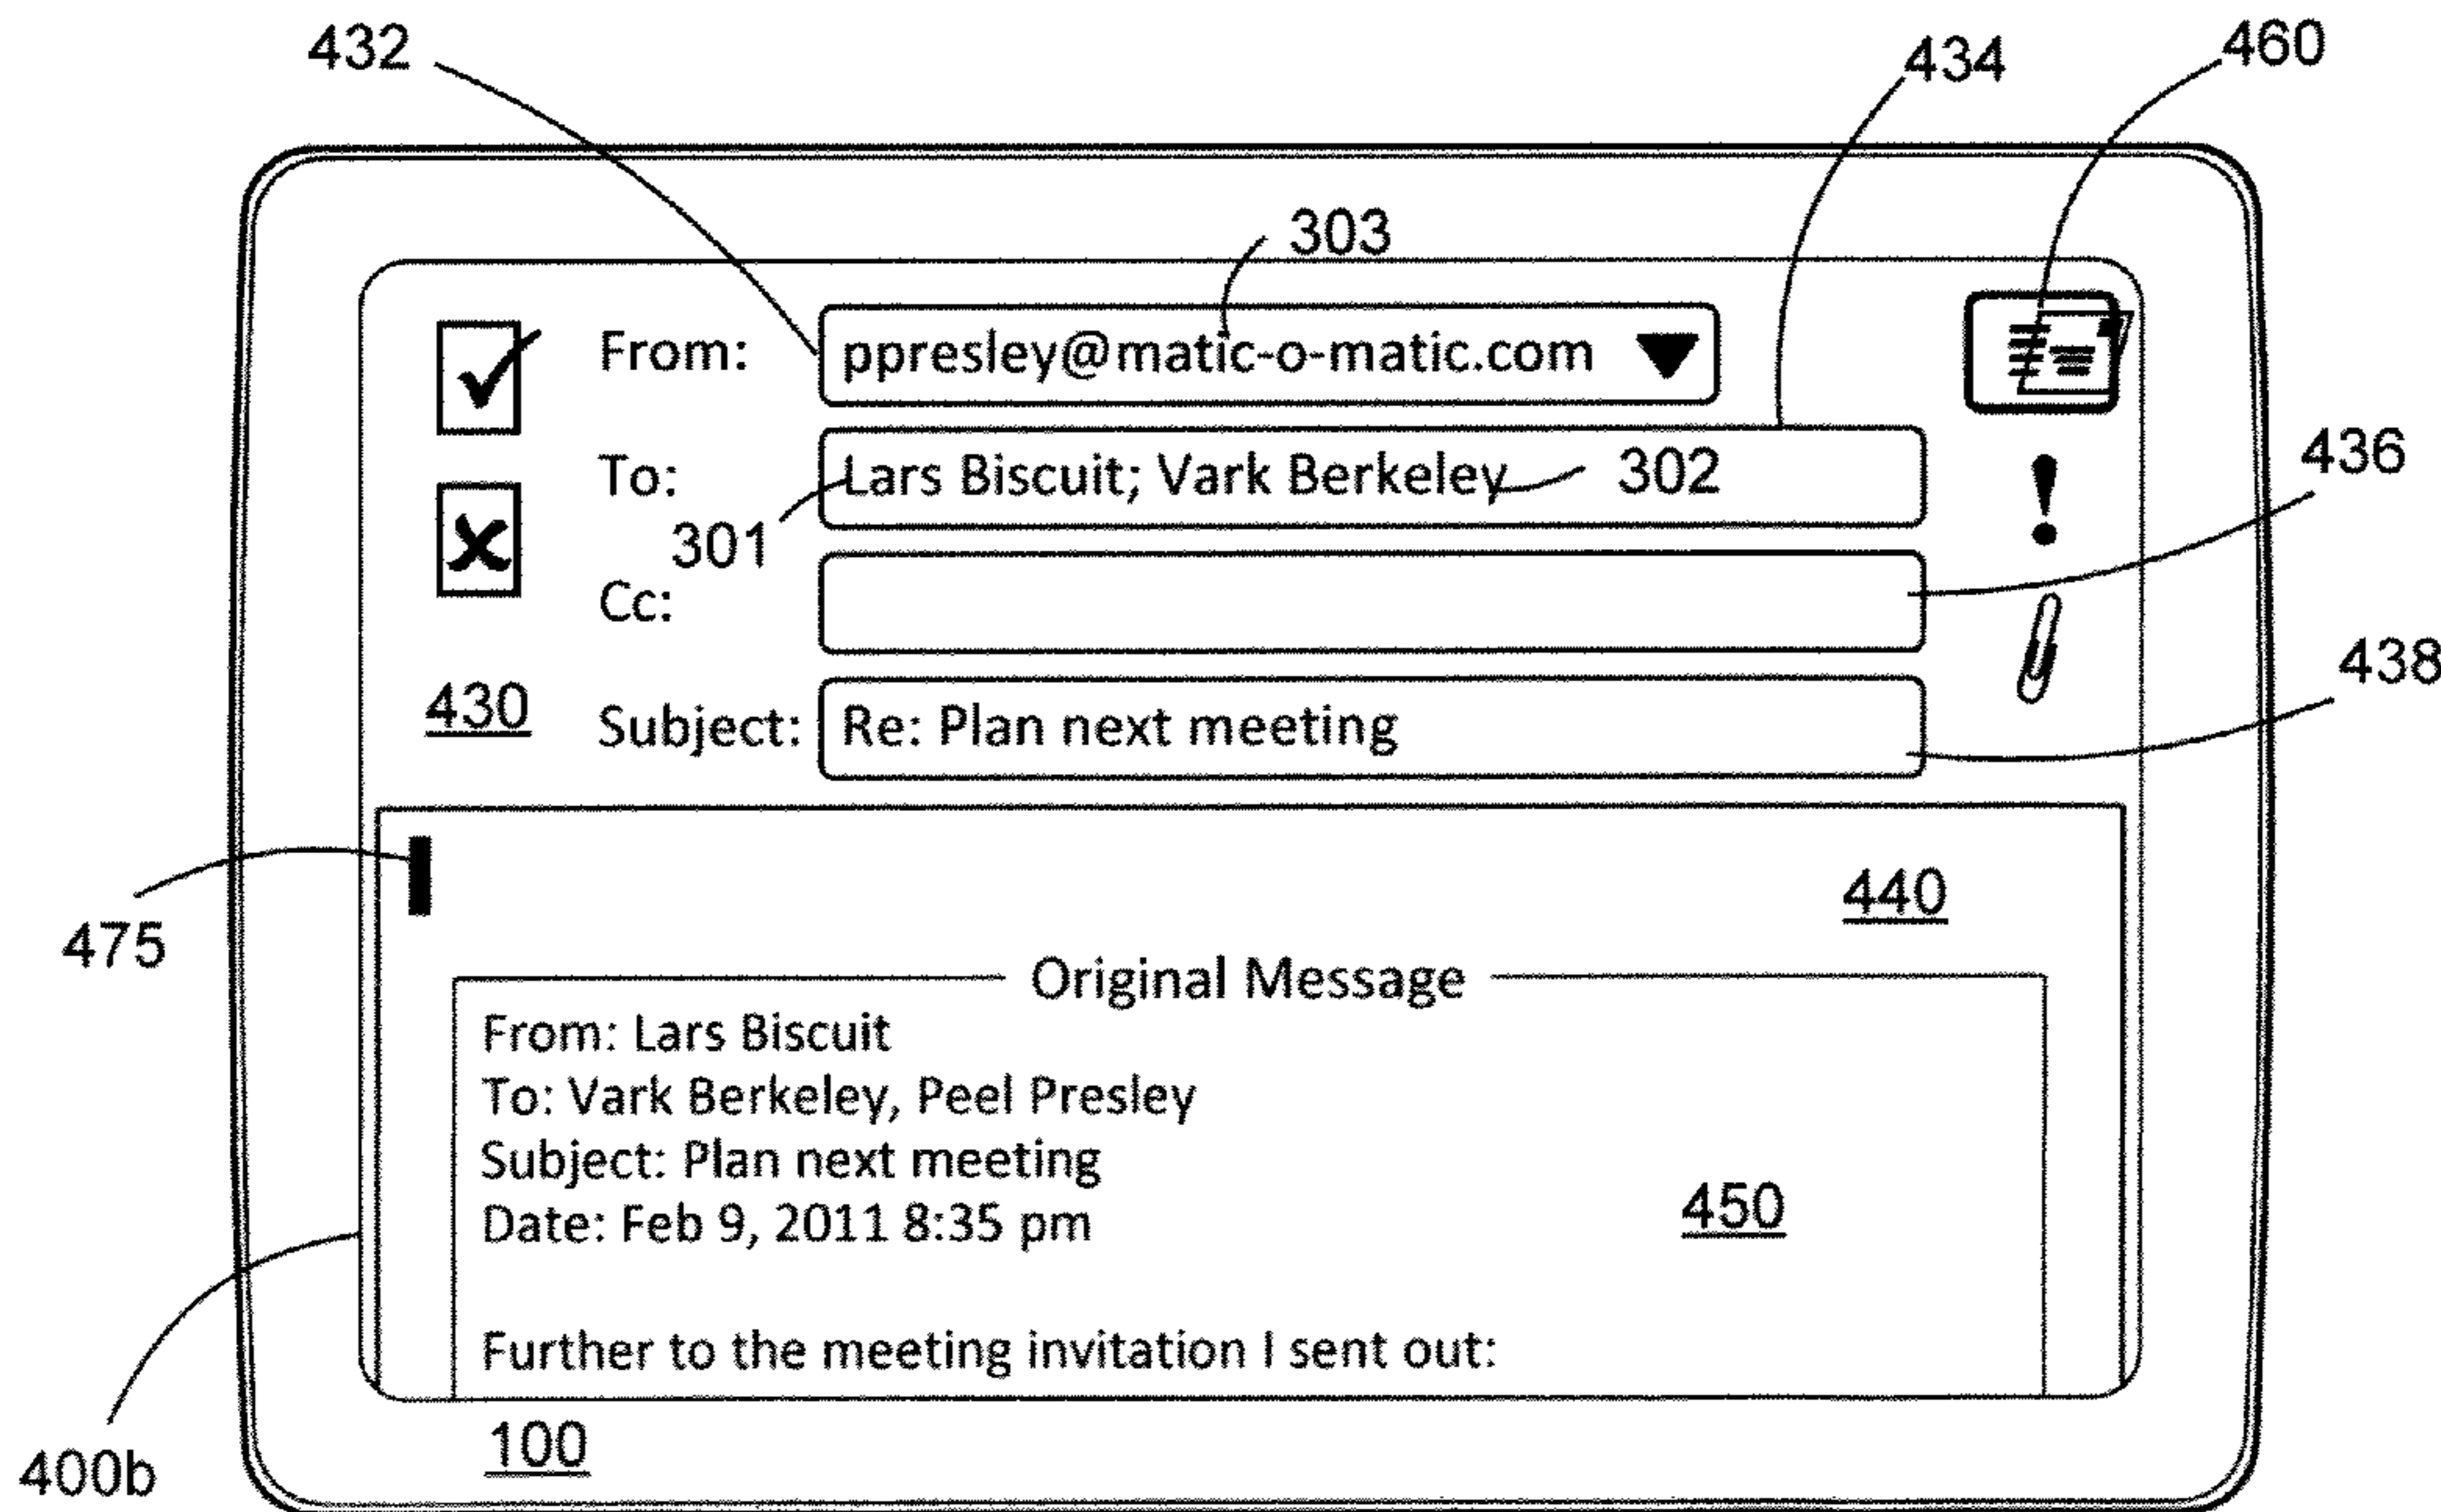 432
434
460
303
From: ppresley@matic-o-matic.com
To: Lars Biscuit; Vark Berkeley 302
436
301
Cc:
438
430
Subject: Re: Plan next meeting
475
440
Original Message
From: Lars Biscuit
To: Vark Berkeley, Peel Presley
Subject: Plan next meeting
Date: Feb 9, 2011 8:35 pm
450
Further to the meeting invitation I sent out:
100
400b